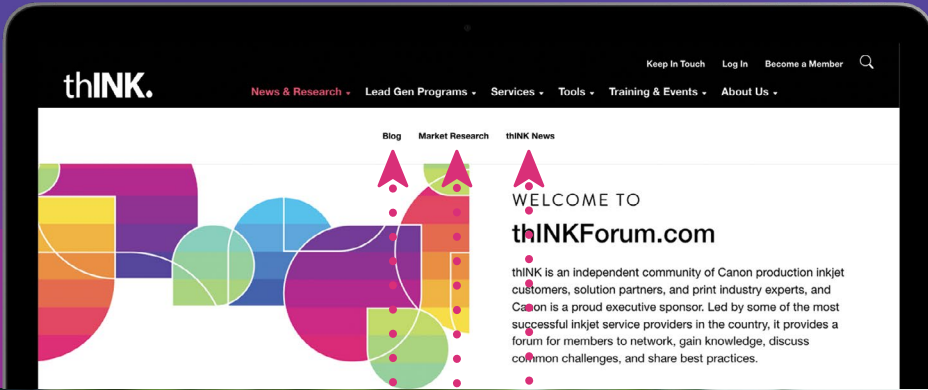 Keep In Touch Log In Become a Member
thINK.
News & Research Lead Gen Programs Services Tools Training & Events About Us
Blog Market Research thINK News
WELCOME TO
thINKForum.com
thINK is an independent community of Canon production inkjet
customers, solution partners, and print industry experts, and
Canon is a proud executive sponsor. Led by some of the most
successful inkjet service providers in the country, it provides a
forum for members to network, gain knowledge, discuss
common challenges, and share best practices.